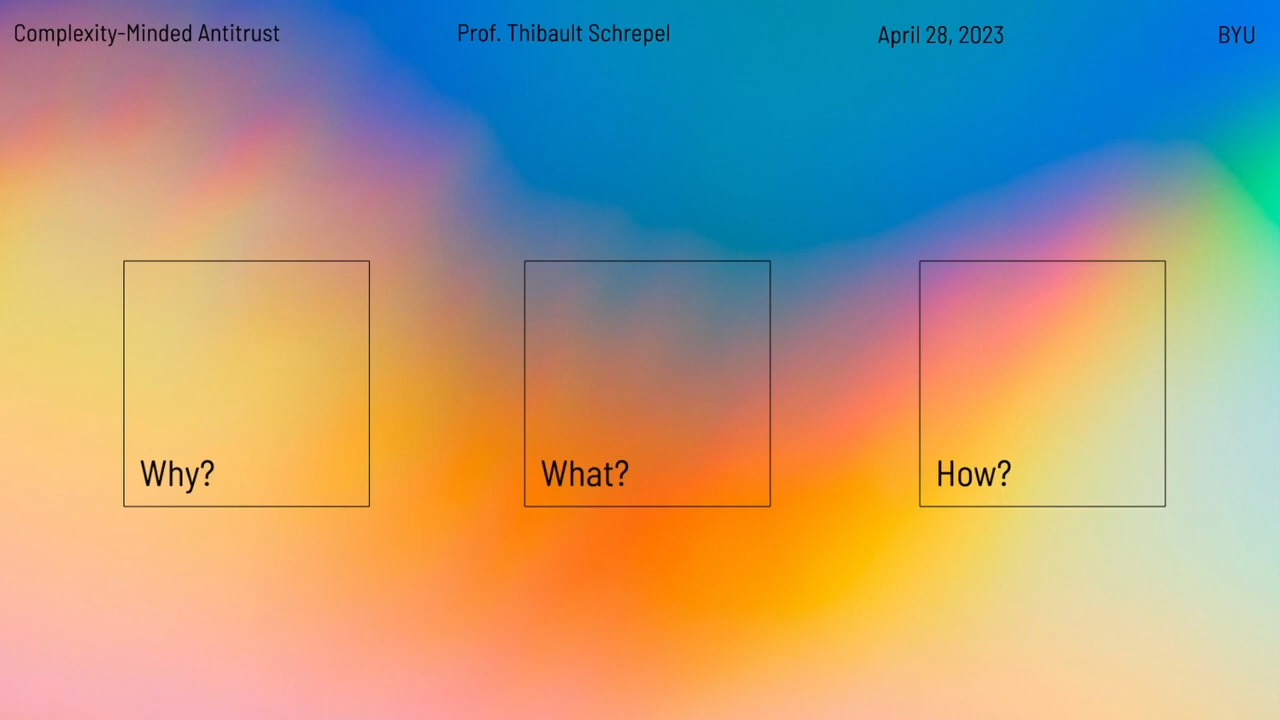 Complexity-Minded Antitrust
Prof. Thibault Schrepel
April 28, 2023
BYU
Why?
What?
How?